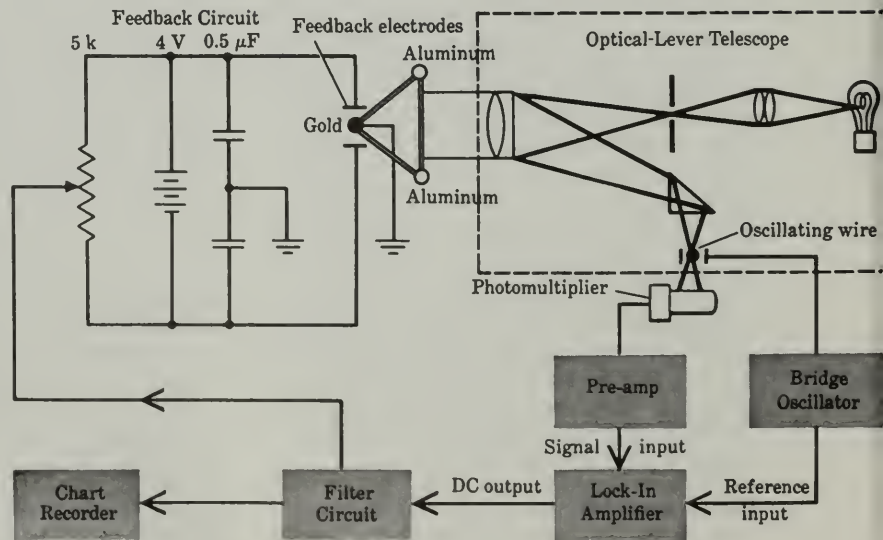 Feedback Circuit
5 k
4 V
0.5 μF
Feedback electrodes
Aluminum
Optical-Lever Telescope
Gold
Aluminum
Oscillating wire
Photomultiplier
Pre-amp
Bridge
Oscillator
Signal input
DC output
Reference
input
Chart
Recorder
Filter
Circuit
Lock-In
Amplifier